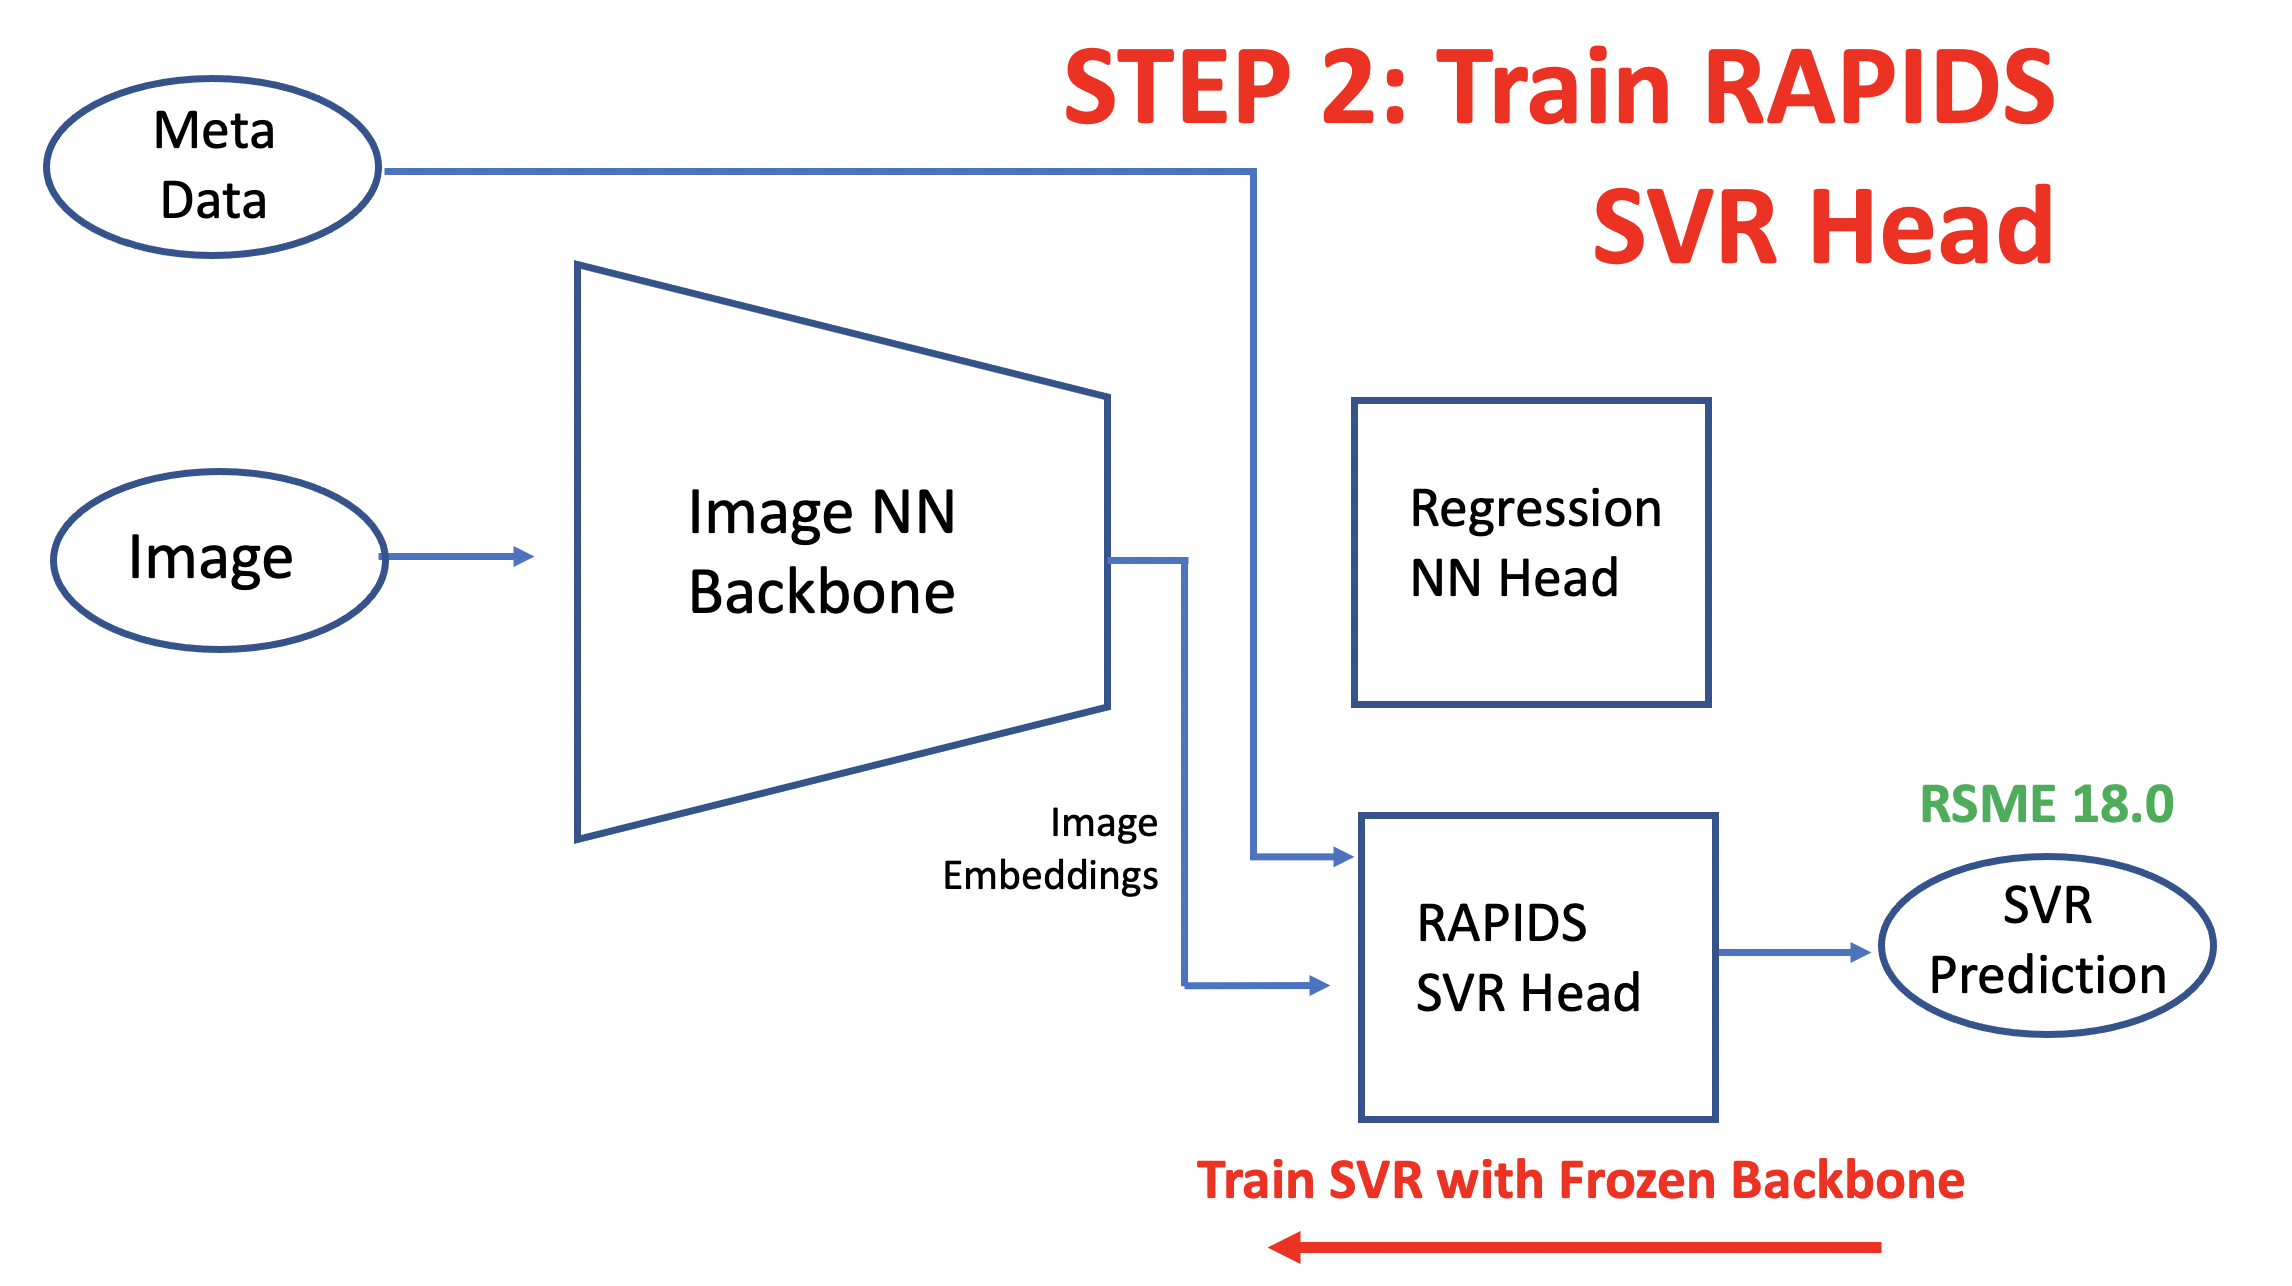 STEP 2: Train RAPIDS
SVR Head
Meta
Data
Image
Image NN
Backbone
Regression
NN Head
Image
Embeddings
RAPIDS
SVR Head
RSME 18.0
SVR
Prediction
Train SVR with Frozen Backbone